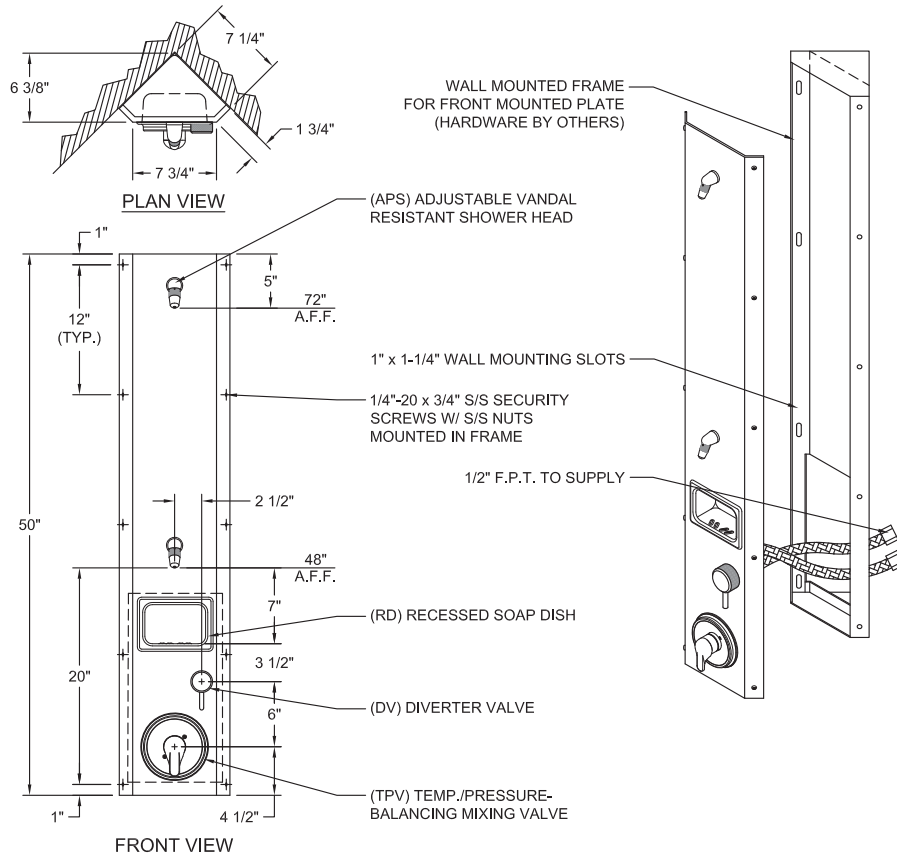 7 1/4"
6 3/8"
1 3/4"
7 3/4"
PLAN VIEW
WALL MOUNTED FRAME
FOR FRONT MOUNTED PLATE
(HARDWARE BY OTHERS)
(APS) ADJUSTABLE VANDAL
RESISTANT SHOWER HEAD
1"
5"
72"
A.F.F.
12"
(TYP.)
1" x 1-1/4" WALL MOUNTING SLOTS
1/4"-20 x 3/4" S/S SECURITY
SCREWS W/ S/S NUTS
MOUNTED IN FRAME
1/2" F.P.T. TO SUPPLY
2 1/2"
50"
48"
A.F.F.
7"
(RD) RECESSED SOAP DISH
3 1/2"
20"
6"
(DV) DIVERTER VALVE
(TPV) TEMP./PRESSURE-
BALANCING MIXING VALVE
1"
4 1/2"
FRONT VIEW